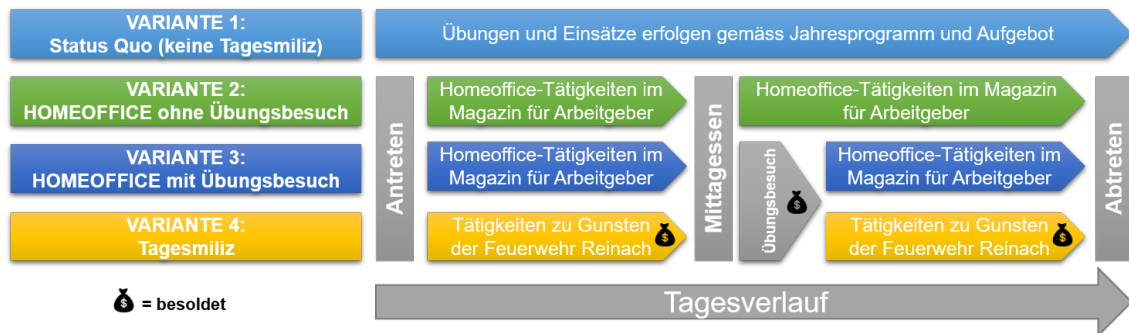 VARIANTE 1:
Status Quo (keine Tagesmiliz)
Übungen und Einsätze erfolgen gemäss Jahresprogramm und Aufgebot
VARIANTE 2:
HOMEOFFICE ohne Übungsbesuch
Antreten
Homeoffice-Tätigkeiten im
Magazin für Arbeitgeber
Mittagessen
Homeoffice-Tätigkeiten im Magazin
für Arbeitgeber
Abtreten
VARIANTE 3:
HOMEOFFICE mit Übungsbesuch
Homeoffice-Tätigkeiten im
Magazin für Arbeitgeber
Übungsbesuch
$
Homeoffice-Tätigkeiten im
Magazin für Arbeitgeber
VARIANTE 4:
Tagesmiliz
Tätigkeiten zu Gunsten
der Feuerwehr Reinach
$
Tätigkeiten zu Gunsten
der Feuerwehr Reinach
$
$ = besoldet
Tagesverlauf